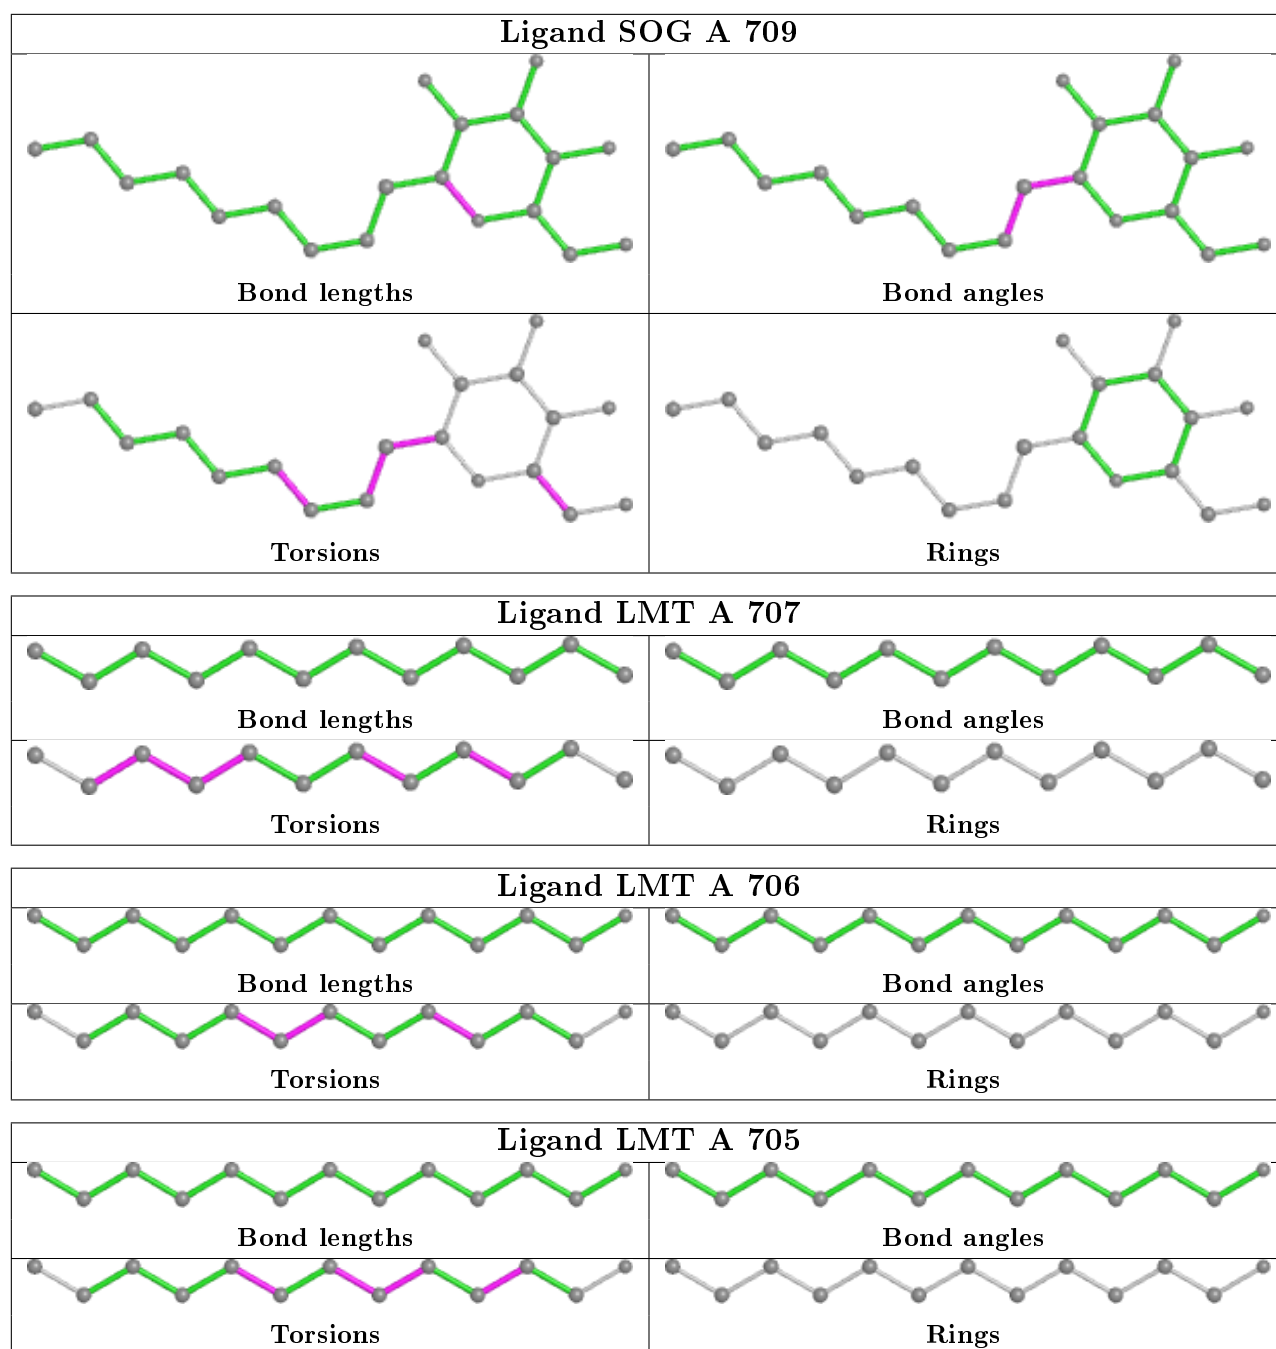 Ligand SOG A 709
Bond lengths
Bond angles
Torsions
Rings
Ligand LMT A 707
Bond lengths
Bond angles
Torsions
Rings
Ligand LMT A 706
Bond lengths
Bond angles
Torsions
Rings
Ligand LMT A 705
Bond lengths
Bond angles
Torsions
Rings